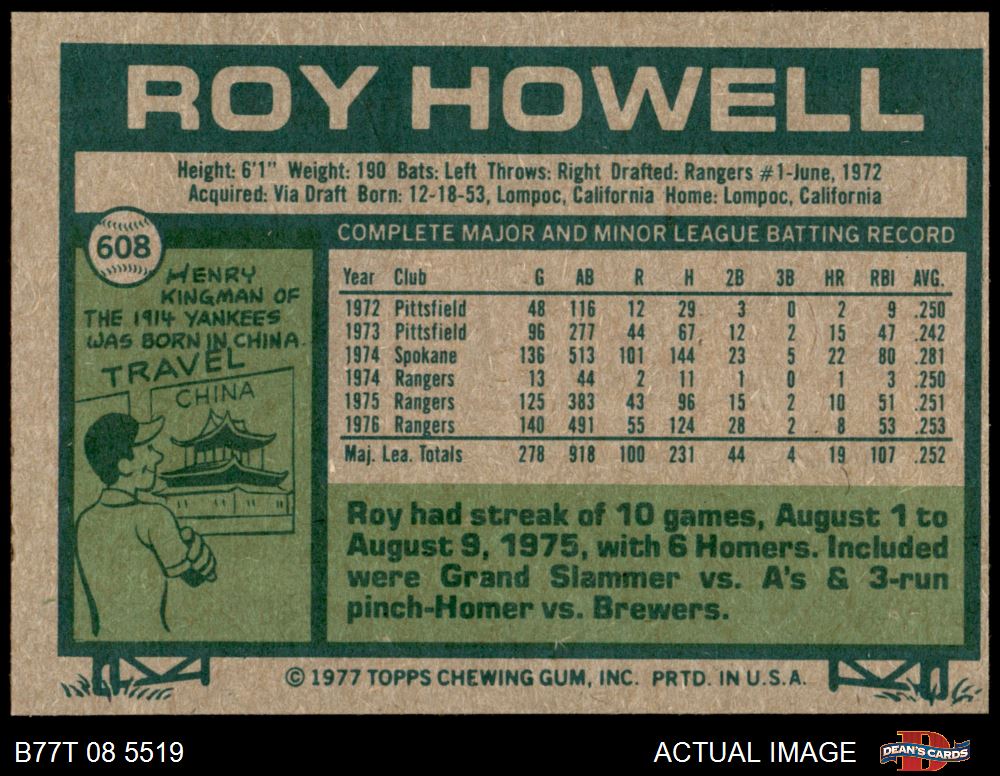 ROY HOWELL
Height: 6'1" Weight: 190 Bats: Left Throws: Right Drafted: Rangers #1-June, 1972
Acquired: Via Draft Born: 12-18-53, Lompoc, California Home: Lompoc, California
608
HENRY
KINGMAN OF
THE 1914 YANKEES
WAS BORN IN CHINA.
TRAVEL
CHINA
COMPLETE MAJOR AND MINOR LEAGUE BATTING RECORD
Year Club G AB R H 2B 3B HR RBI AVG.
1972 Pittsfield 48 116 12 29 3 0 2 9 .250
1973 Pittsfield 96 277 44 67 12 2 15 47 .242
1974 Spokane 136 513 101 144 23 5 22 80 .281
1974 Rangers 13 44 2 11 1 0 1 3 .250
1975 Rangers 125 383 43 96 15 2 10 51 .251
1976 Rangers 140 491 55 124 28 2 8 53 .253
Maj. Lea. Totals 278 918 100 231 44 4 19 107 .252
Roy had streak of 10 games, August 1 to
August 9, 1975, with 6 Homers. Included
were Grand Slammer vs. A's & 3-run
pinch-Homer vs. Brewers.
© 1977 TOPPS CHEWING GUM, INC. PRTD. IN U.S.A.
B77T 08 5519
ACTUAL IMAGE
DEAN'S CARDS